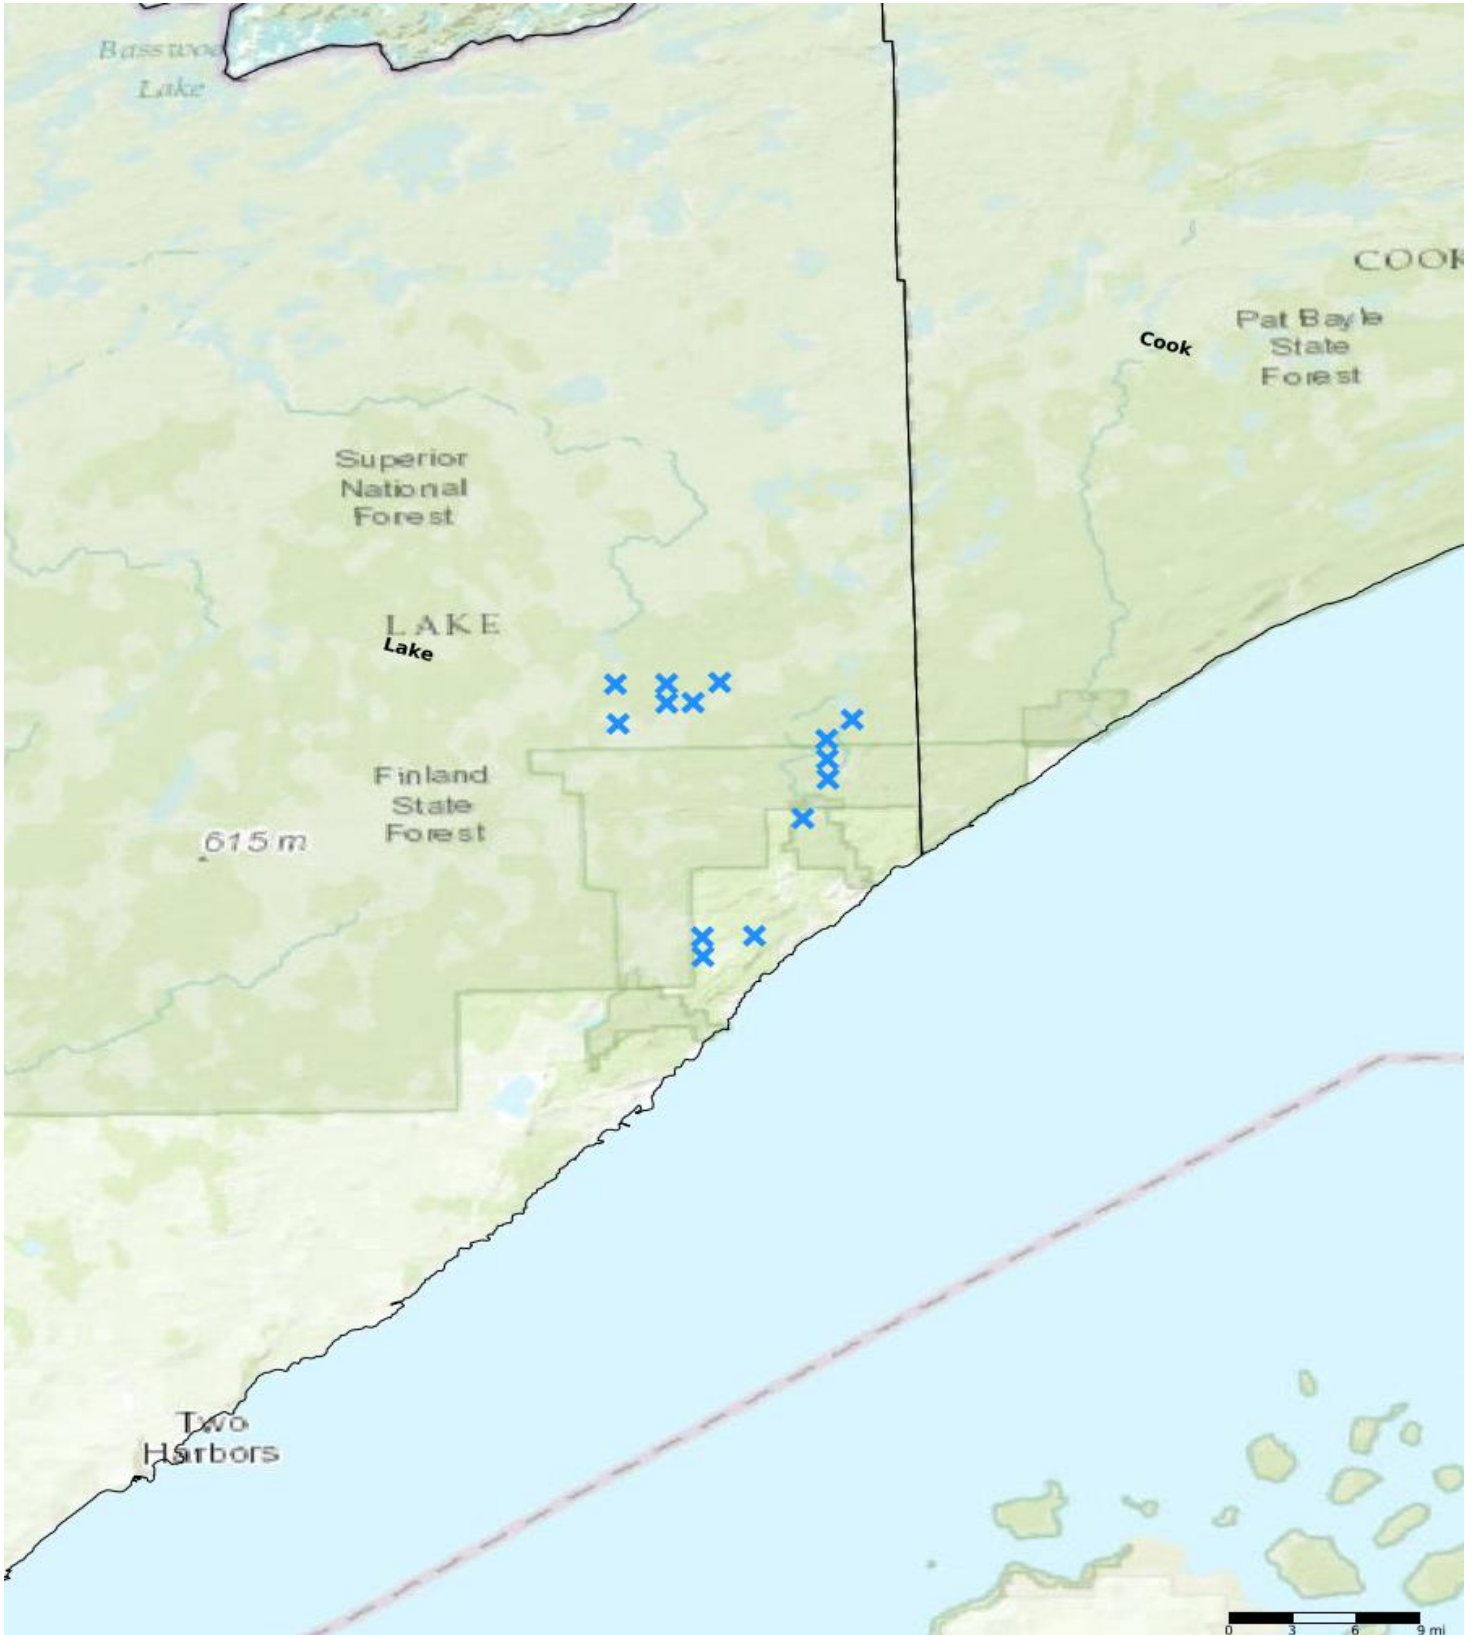 Basswoo
Lake
COOK
Pat Bayle
State
Forest
Cook
Superior
National
Forest
LAKE
Lake
Finland
State
Forest
615 m
Two
Harbors
0 3 6 9 mi